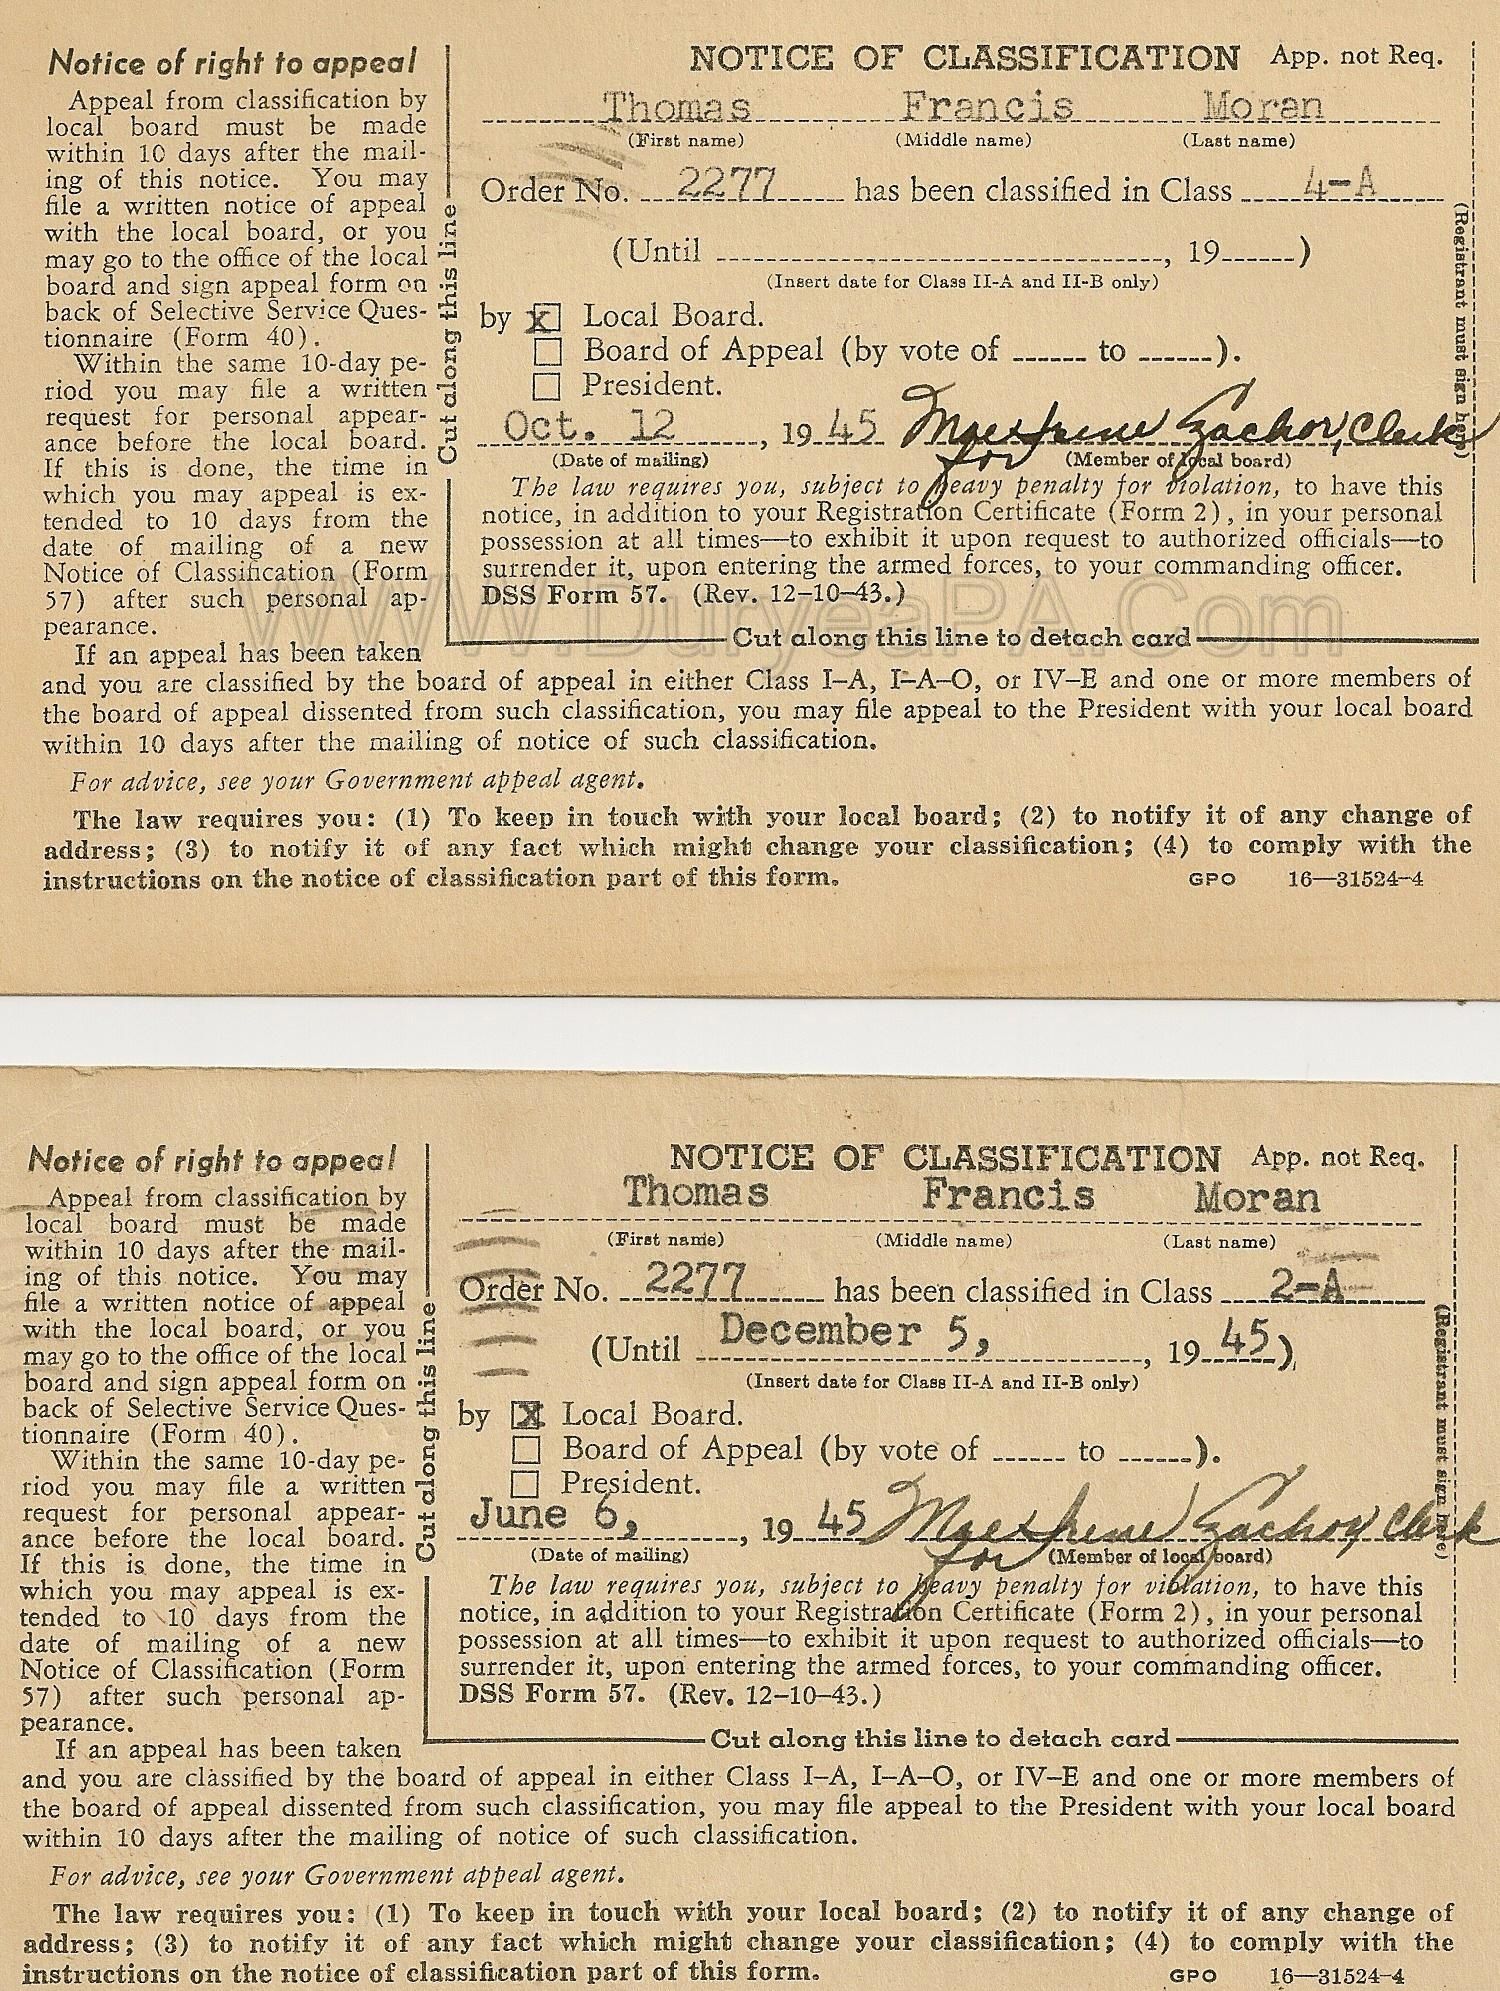 Notice of right to appeal
Appeal from classification by
local board must be made
within 10 days after the mail-
ing of this notice. You may
file a written notice of appeal
with the local board, or you
may go to the office of the local
board and sign appeal form on
back of Selective Service Ques-
tionnaire (Form 40).
Within the same 10-day pe-
riod you may file a written
request for personal appear-
ance before the local board.
If this is done, the time in
which you may appeal is ex-
tended to 10 days from the
date of mailing of a new
Notice of Classification (Form
57) after such personal ap-
pearance.
If an appeal has been taken
and you are classified by the board of appeal in either Class I–A, I–A–O, or IV–E and one or more members of
the board of appeal dissented from such classification, you may file appeal to the President with your local board
within 10 days after the mailing of notice of such classification.
For advice, see your Government appeal agent.
The law requires you: (1) To keep in touch with your local board; (2) to notify it of any change of
address; (3) to notify it of any fact which might change your classification; (4) to comply with the
instructions on the notice of classification part of this form. GPO 16—31524-4
Cut along this line
NOTICE OF CLASSIFICATION App. not Req.
Thomas Francis Moran
(First name) (Middle name) (Last name)
Order No. 2277 has been classified in Class 4-A
(Until , 19 )
(Insert date for Class II-A and II-B only)
by x Local Board.
Board of Appeal (by vote of to ).
President.
Oct. 12 , 19 45 Mae Irene Zachor, Clerk
for
(Date of mailing) (Member of local board)
The law requires you, subject to heavy penalty for violation, to have this
notice, in addition to your Registration Certificate (Form 2), in your personal
possession at all times—to exhibit it upon request to authorized officials—to
surrender it, upon entering the armed forces, to your commanding officer.
DSS Form 57. (Rev. 12-10-43.)
Cut along this line to detach card
(Registrant must sign here)
WWW.DuryeaPA.Com
Notice of right to appeal
Appeal from classification by
local board must be made
within 10 days after the mail-
ing of this notice. You may
file a written notice of appeal
with the local board, or you
may go to the office of the local
board and sign appeal form on
back of Selective Service Ques-
tionnaire (Form 40).
Within the same 10-day pe-
riod you may file a written
request for personal appear-
ance before the local board.
If this is done, the time in
which you may appeal is ex-
tended to 10 days from the
date of mailing of a new
Notice of Classification (Form
57) after such personal ap-
pearance.
If an appeal has been taken
and you are classified by the board of appeal in either Class I–A, I–A–O, or IV–E and one or more members of
the board of appeal dissented from such classification, you may file appeal to the President with your local board
within 10 days after the mailing of notice of such classification.
For advice, see your Government appeal agent.
The law requires you: (1) To keep in touch with your local board; (2) to notify it of any change of
address; (3) to notify it of any fact which might change your classification; (4) to comply with the
instructions on the notice of classification part of this form. GPO 16—31524-4
Cut along this line
NOTICE OF CLASSIFICATION App. not Req.
Thomas Francis Moran
(First name) (Middle name) (Last name)
Order No. 2277 has been classified in Class 2-A
(Until December 5, , 19 45 )
(Insert date for Class II-A and II-B only)
by X Local Board.
Board of Appeal (by vote of to ).
President.
June 6, , 19 45 Mae Irene Zachor, Clerk
for
(Date of mailing) (Member of local board)
The law requires you, subject to heavy penalty for violation, to have this
notice, in addition to your Registration Certificate (Form 2), in your personal
possession at all times—to exhibit it upon request to authorized officials—to
surrender it, upon entering the armed forces, to your commanding officer.
DSS Form 57. (Rev. 12-10-43.)
Cut along this line to detach card
(Registrant must sign here)